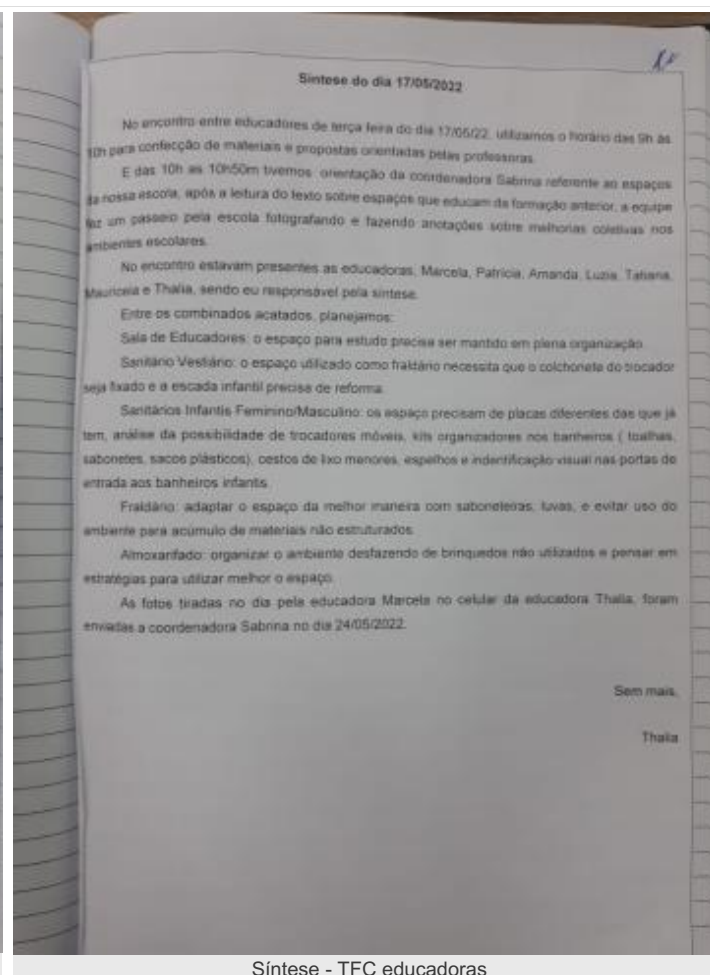 Síntese do dia 17/05/2022
No encontro entre educadores de terça feira do dia 17/05/22, utilizamos o horário das 9h às
10h para confecção de materiais e propostas orientadas pelas professoras.
E das 10h as 10h50m tivemos orientação da coordenadora Sabrina referente ao espaços
da nossa escola, após a leitura do texto sobre espaços que educam da formação anterior, a equipe
fez um passeio pela escola fotografando e fazendo anotações sobre melhorias coletivas nos
ambientes escolares.
No encontro estavam presentes as educadoras, Marcela, Patrícia, Amanda, Luzia, Tatiana,
Mauriceia e Thalia, sendo eu responsável pela síntese.
Entre os combinados acatados, planejamos:
Sala de Educadores: o espaço para estudo precisa ser mantido em plena organização.
Sanitário Vestiário: o espaço utilizado como fraldário necessita que o colchonete do trocador
seja fixado e a escada infantil precisa de reforma.
Sanitários Infantis Feminino/Masculino: os espaço precisam de placas diferentes das que já
tem, análise da possibilidade de trocadores móveis, kits organizadores nos banheiros ( toalhas,
sabonetes, sacos plásticos), cestos de lixo menores, espelhos e indentificação visual nas portas de
entrada aos banheiros infantis.
Fraldário: adaptar o espaço da melhor maneira com saboneteiras, luvas, e evitar uso do
ambiente para acúmulo de materiais não estruturados.
Almoxarifado: organizar o ambiente desfazendo de brinquedos não utilizados e pensar em
estratégias para utilizar melhor o espaço.
As fotos tiradas no dia pela educadora Marcela no celular da educadora Thalia, foram
enviadas a coordenadora Sabrina no dia 24/05/2022.
Sem mais,
Thalia
Síntese - TFC educadoras